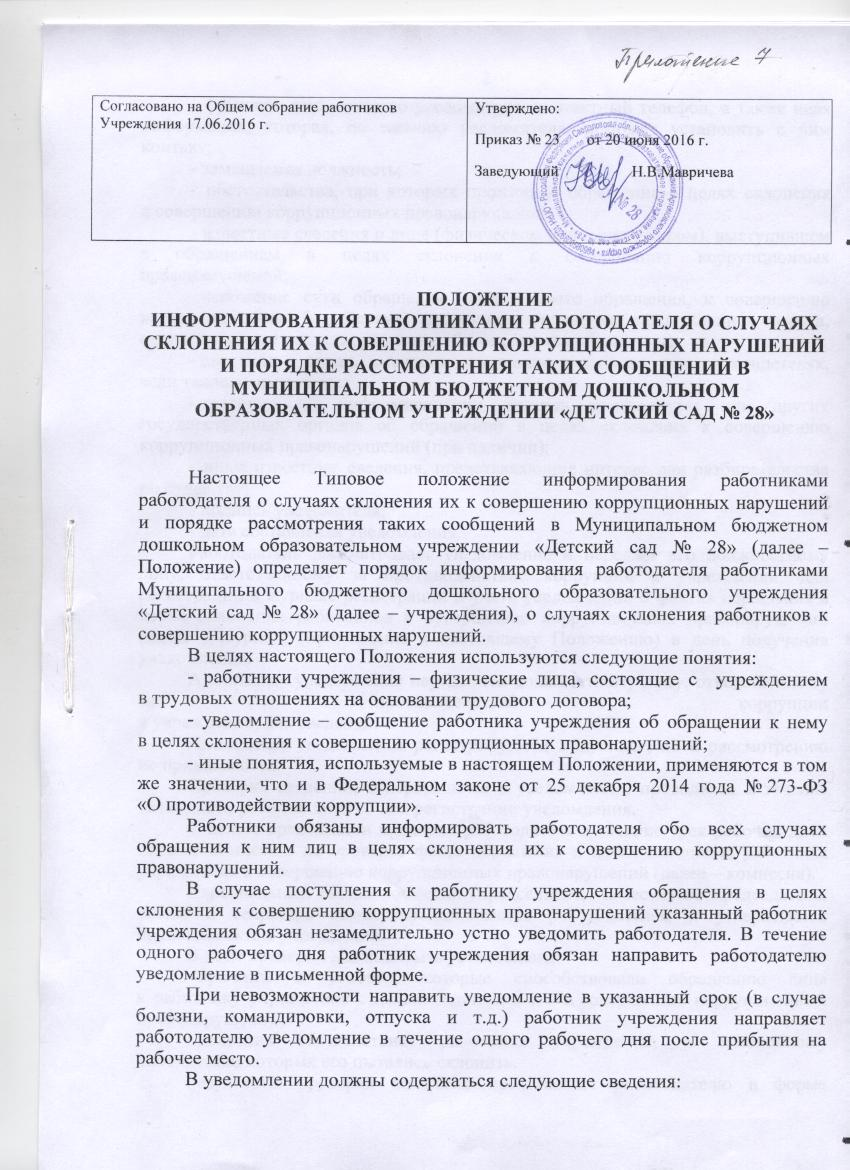 Приложение 7
Согласовано на Общем собрание работников
Учреждения 17.06.2016 г.
Утверждено:
Приказ № 23 от 20 июня 2016 г.
Заведующий Н.В.Мавричева
№ 28
ПОЛОЖЕНИЕ
ИНФОРМИРОВАНИЯ РАБОТНИКАМИ РАБОТОДАТЕЛЯ О СЛУЧАЯХ
СКЛОНЕНИЯ ИХ К СОВЕРШЕНИЮ КОРРУПЦИОННЫХ НАРУШЕНИЙ
И ПОРЯДКЕ РАССМОТРЕНИЯ ТАКИХ СООБЩЕНИЙ В
МУНИЦИПАЛЬНОМ БЮДЖЕТНОМ ДОШКОЛЬНОМ
ОБРАЗОВАТЕЛЬНОМ УЧРЕЖДЕНИИ «ДЕТСКИЙ САД № 28»
Настоящее Типовое положение информирования работниками
работодателя о случаях склонения их к совершению коррупционных нарушений
и порядке рассмотрения таких сообщений в Муниципальном бюджетном
дошкольном образовательном учреждении «Детский сад № 28» (далее –
Положение) определяет порядок информирования работодателя работниками
Муниципального бюджетного дошкольного образовательного учреждения
«Детский сад № 28» (далее – учреждения), о случаях склонения работников к
совершению коррупционных нарушений.
В целях настоящего Положения используются следующие понятия:
- работники учреждения – физические лица, состоящие с учреждением
в трудовых отношениях на основании трудового договора;
- уведомление – сообщение работника учреждения об обращении к нему
в целях склонения к совершению коррупционных правонарушений;
- иные понятия, используемые в настоящем Положении, применяются в том
же значении, что и в Федеральном законе от 25 декабря 2014 года № 273-ФЗ
«О противодействии коррупции».
Работники обязаны информировать работодателя обо всех случаях
обращения к ним лиц в целях склонения их к совершению коррупционных
правонарушений.
В случае поступления к работнику учреждения обращения в целях
склонения к совершению коррупционных правонарушений указанный работник
учреждения обязан незамедлительно устно уведомить работодателя. В течение
одного рабочего дня работник учреждения обязан направить работодателю
уведомление в письменной форме.
При невозможности направить уведомление в указанный срок (в случае
болезни, командировки, отпуска и т.д.) работник учреждения направляет
работодателю уведомление в течение одного рабочего дня после прибытия на
рабочее место.
В уведомлении должны содержаться следующие сведения: